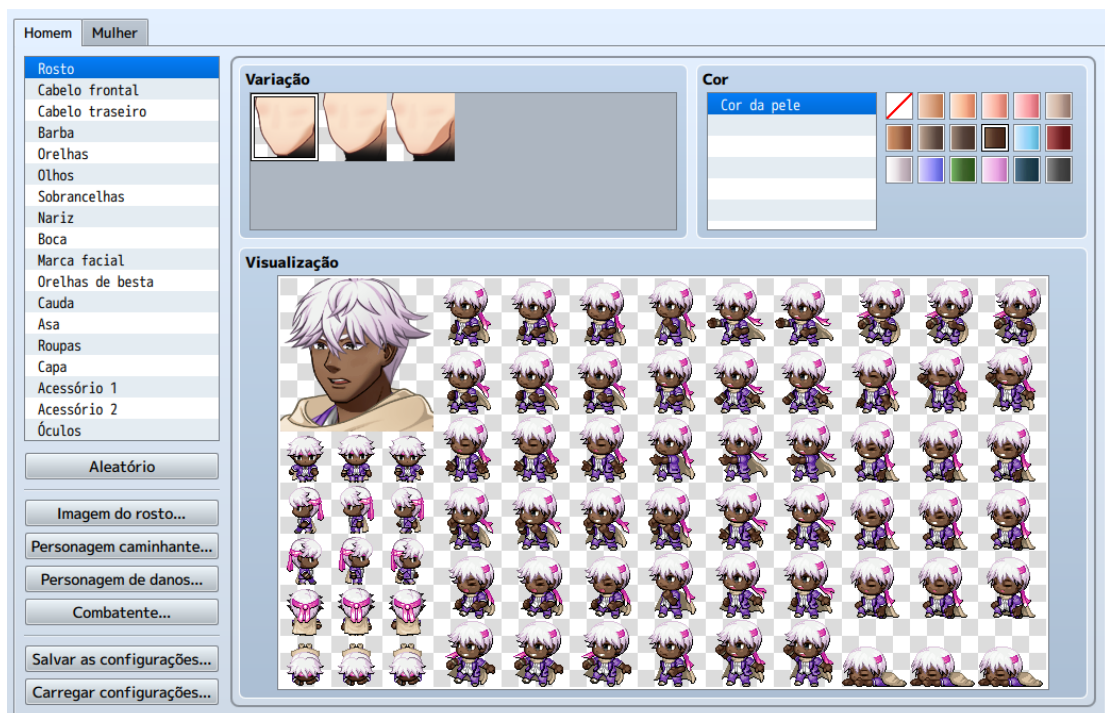 Homem
Mulher
Rosto
Cabelo frontal
Cabelo traseiro
Barba
Orelhas
Olhos
Sobrancelhas
Nariz
Boca
Marca facial
Orelhas de besta
Cauda
Asa
Roupas
Capa
Acessório 1
Acessório 2
Óculos
Aleatório
Imagem do rosto...
Personagem caminhante...
Personagem de danos...
Combatente...
Salvar as configurações...
Carregar configurações...
Variação
Cor
Cor da pele
Visualização